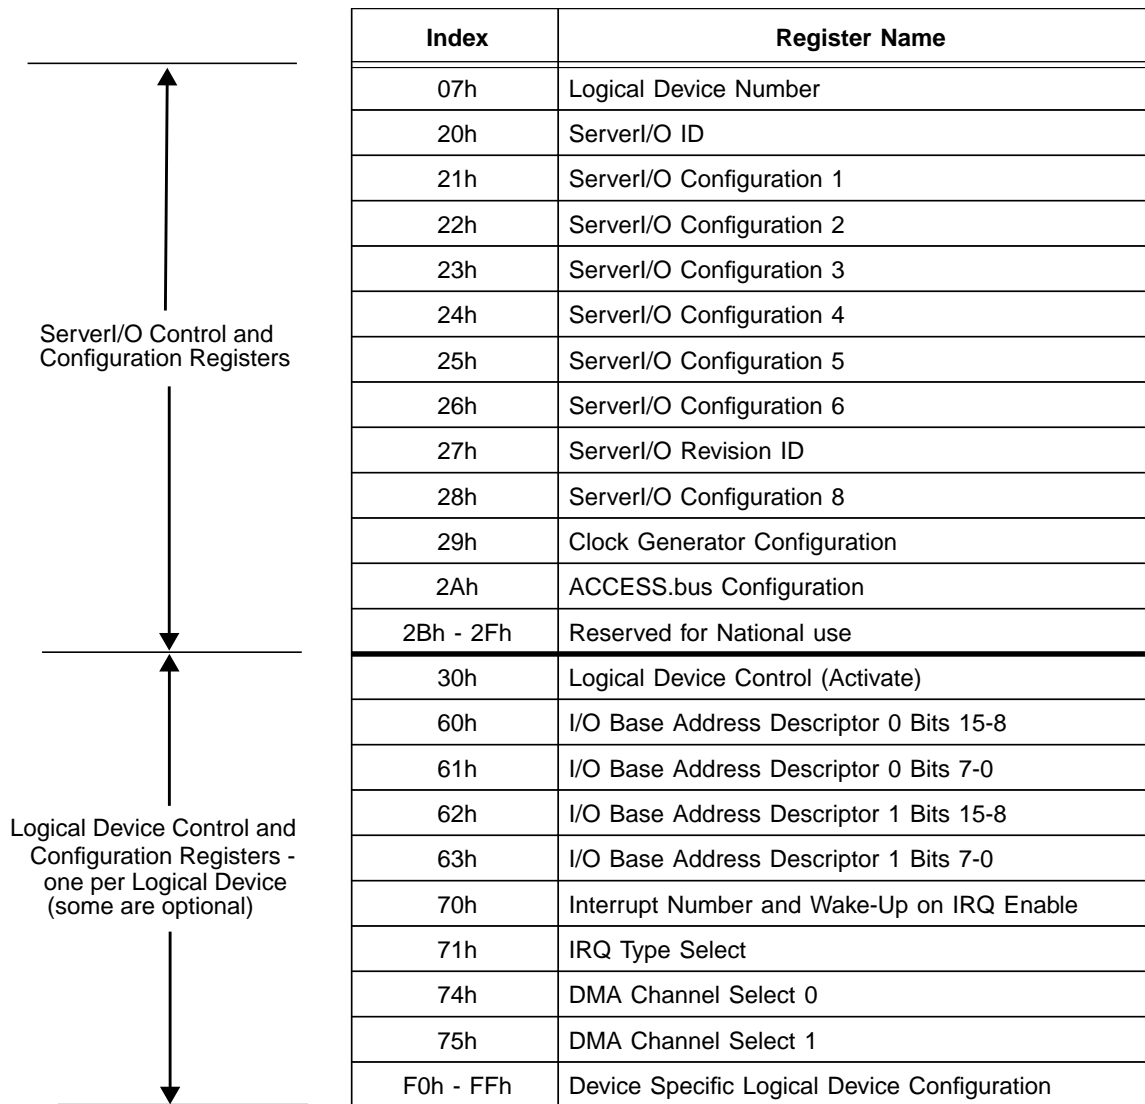 Index Register Name
07h Logical Device Number
20h ServerI/O ID
21h ServerI/O Configuration 1
22h ServerI/O Configuration 2
23h ServerI/O Configuration 3
24h ServerI/O Configuration 4
25h ServerI/O Configuration 5
26h ServerI/O Configuration 6
27h ServerI/O Revision ID
28h ServerI/O Configuration 8
29h Clock Generator Configuration
2Ah ACCESS.bus Configuration
2Bh - 2Fh Reserved for National use
ServerI/O Control and
Configuration Registers
30h Logical Device Control (Activate)
60h I/O Base Address Descriptor 0 Bits 15-8
61h I/O Base Address Descriptor 0 Bits 7-0
62h I/O Base Address Descriptor 1 Bits 15-8
63h I/O Base Address Descriptor 1 Bits 7-0
70h Interrupt Number and Wake-Up on IRQ Enable
71h IRQ Type Select
74h DMA Channel Select 0
75h DMA Channel Select 1
F0h - FFh Device Specific Logical Device Configuration
Logical Device Control and
Configuration Registers -
one per Logical Device
(some are optional)